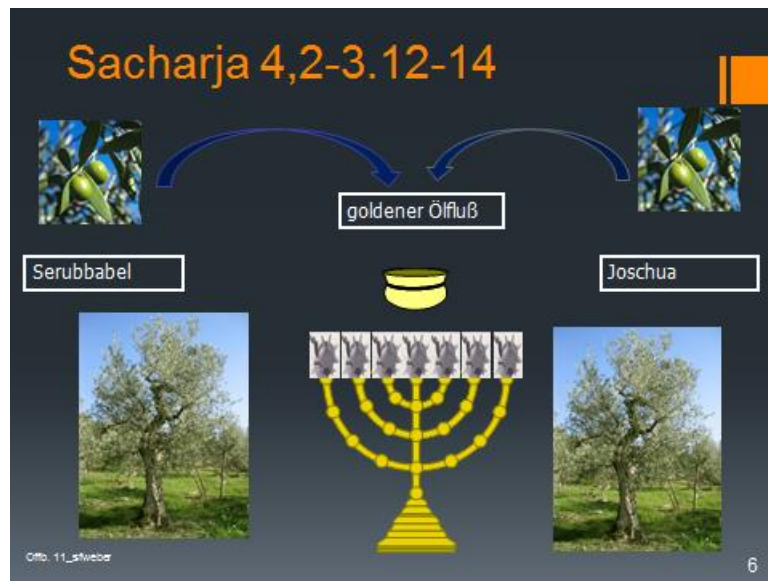 Sacharja 4,2-3.12-14
goldener Ölfluß
Serubbabel
Joschua
Offb. 11_sfweber
6